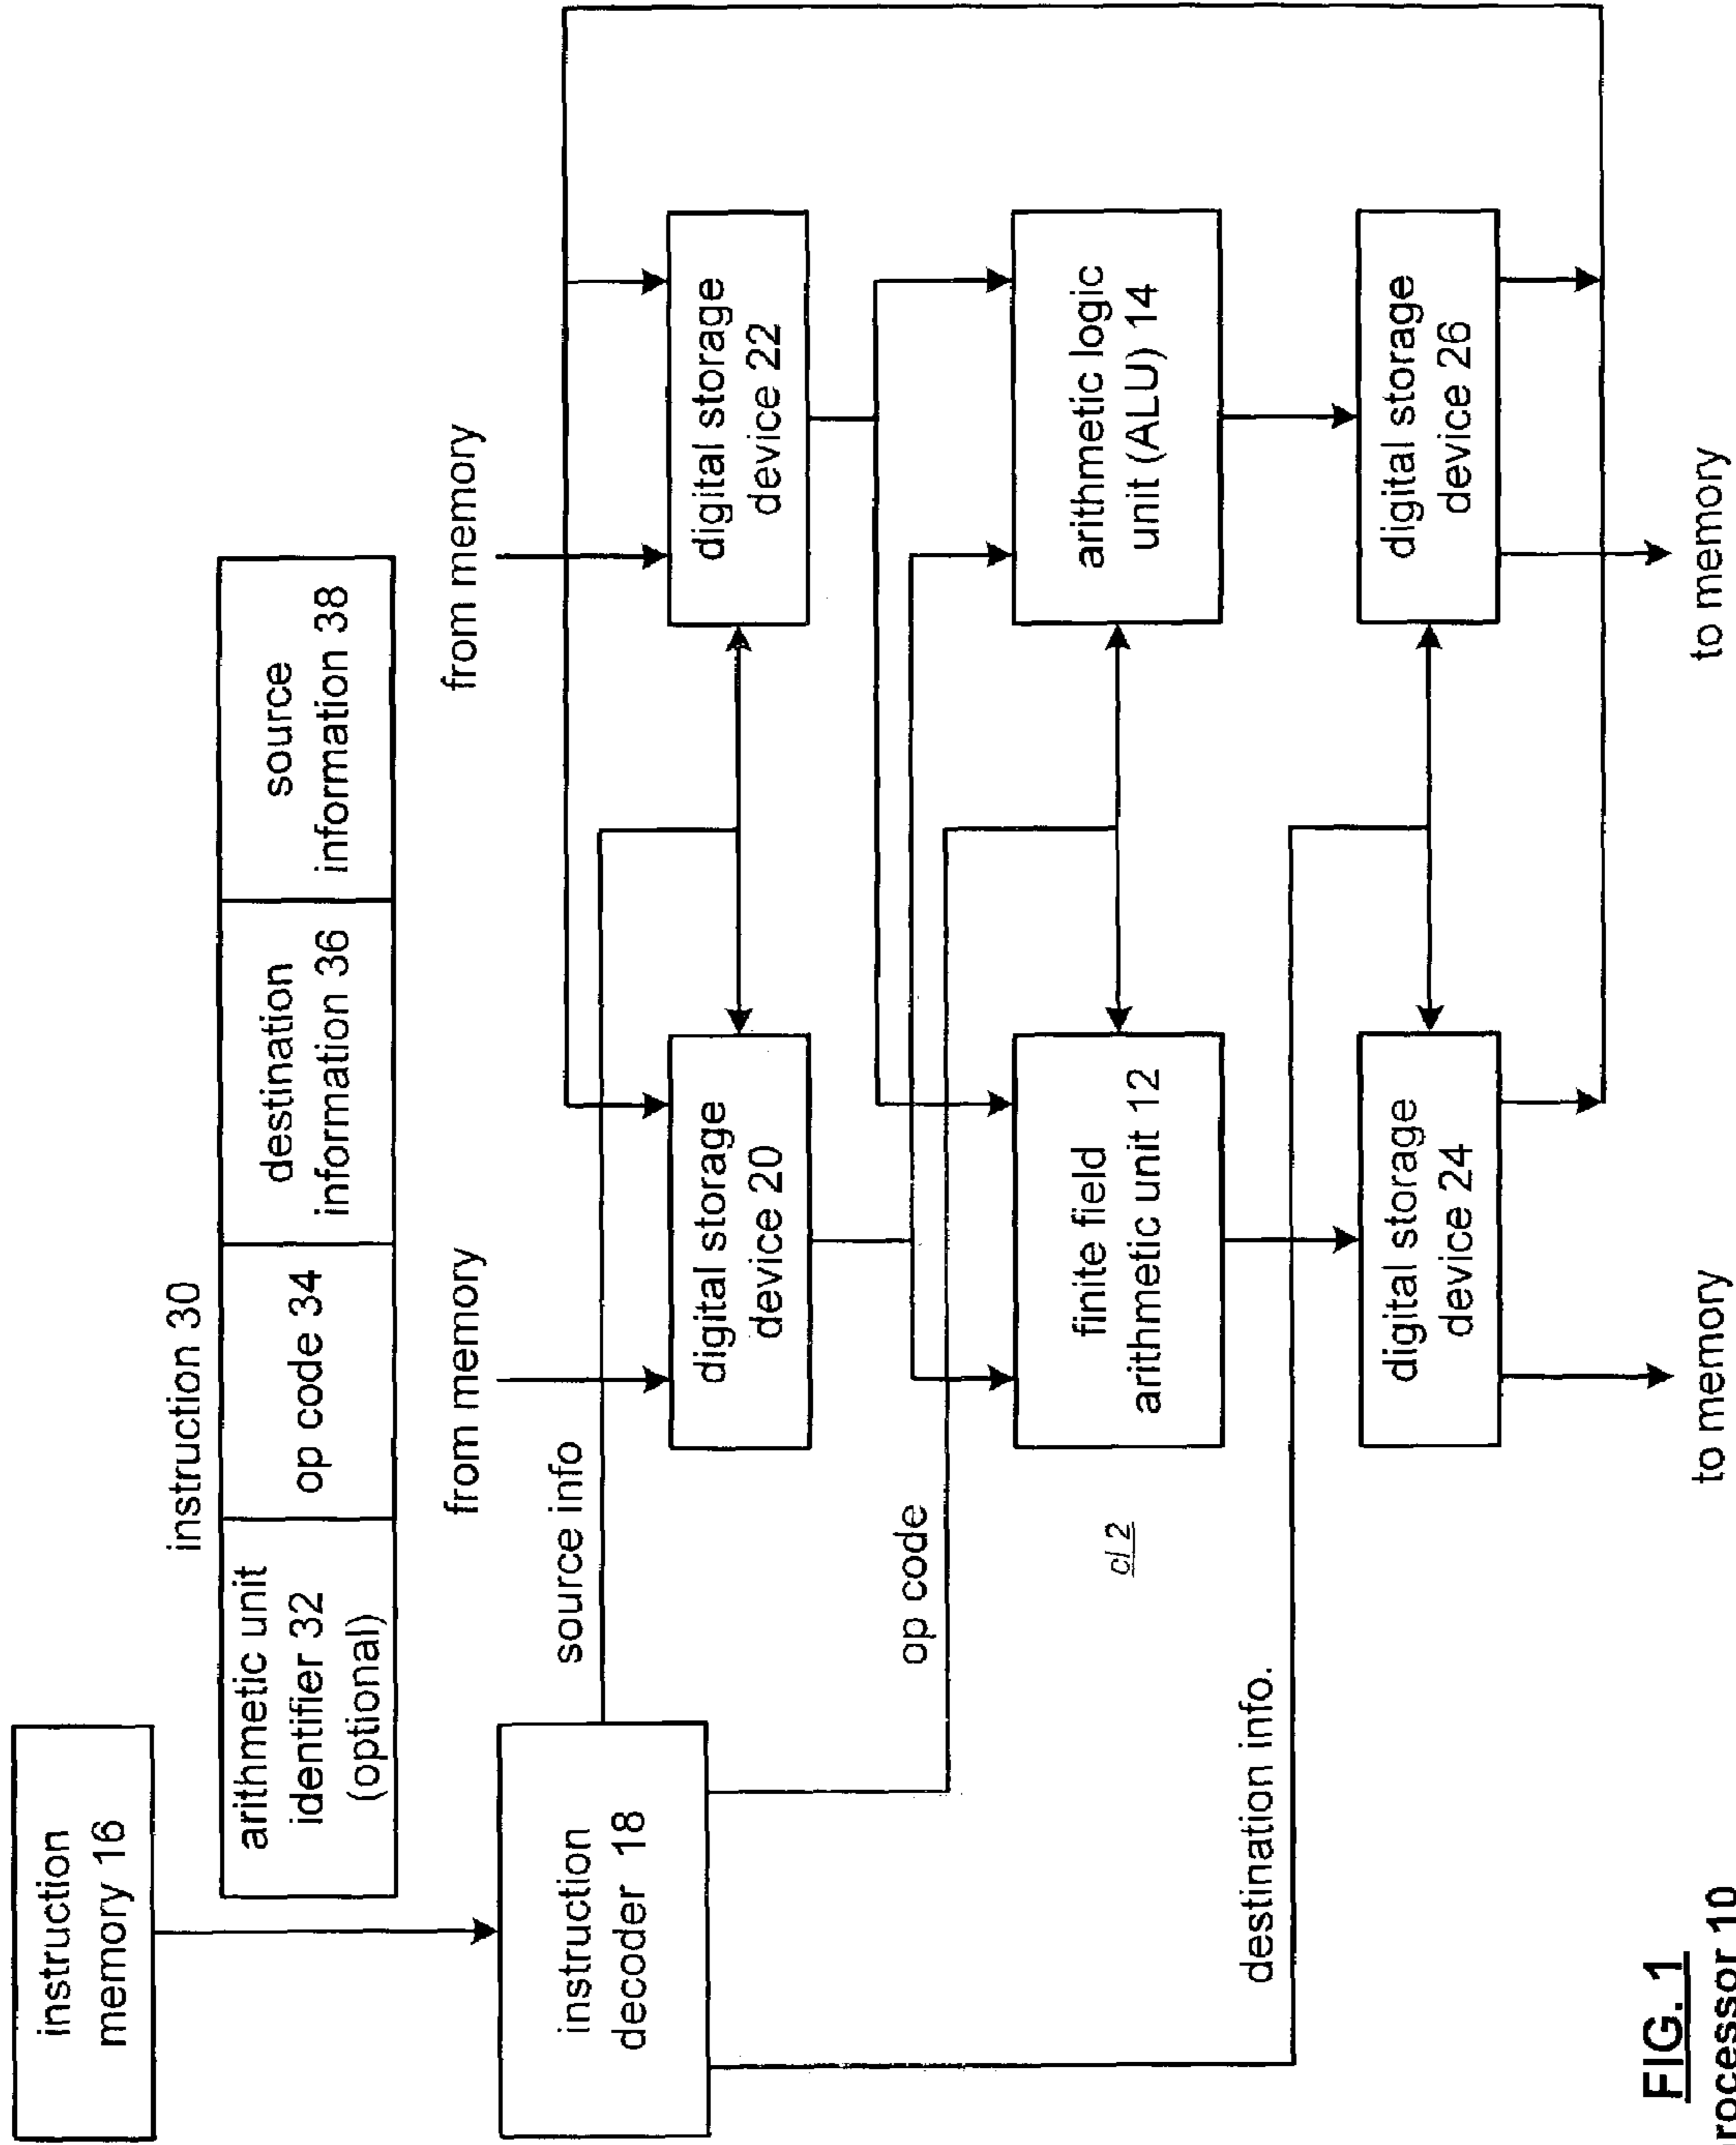 instruction
memory 16
instruction 30
arithmetic unit
identifier 32
(optional)
op code 34
destination
information 36
source
information 38
instruction
decoder 18
source info
op code
destination info.
from memory
from memory
digital storage
device 20
digital storage
device 22
finite field
arithmetic unit 12
arithmetic logic
unit (ALU) 14
cl 2
digital storage
device 24
digital storage
device 26
to memory
to memory
FIG. 1
rocessor 10